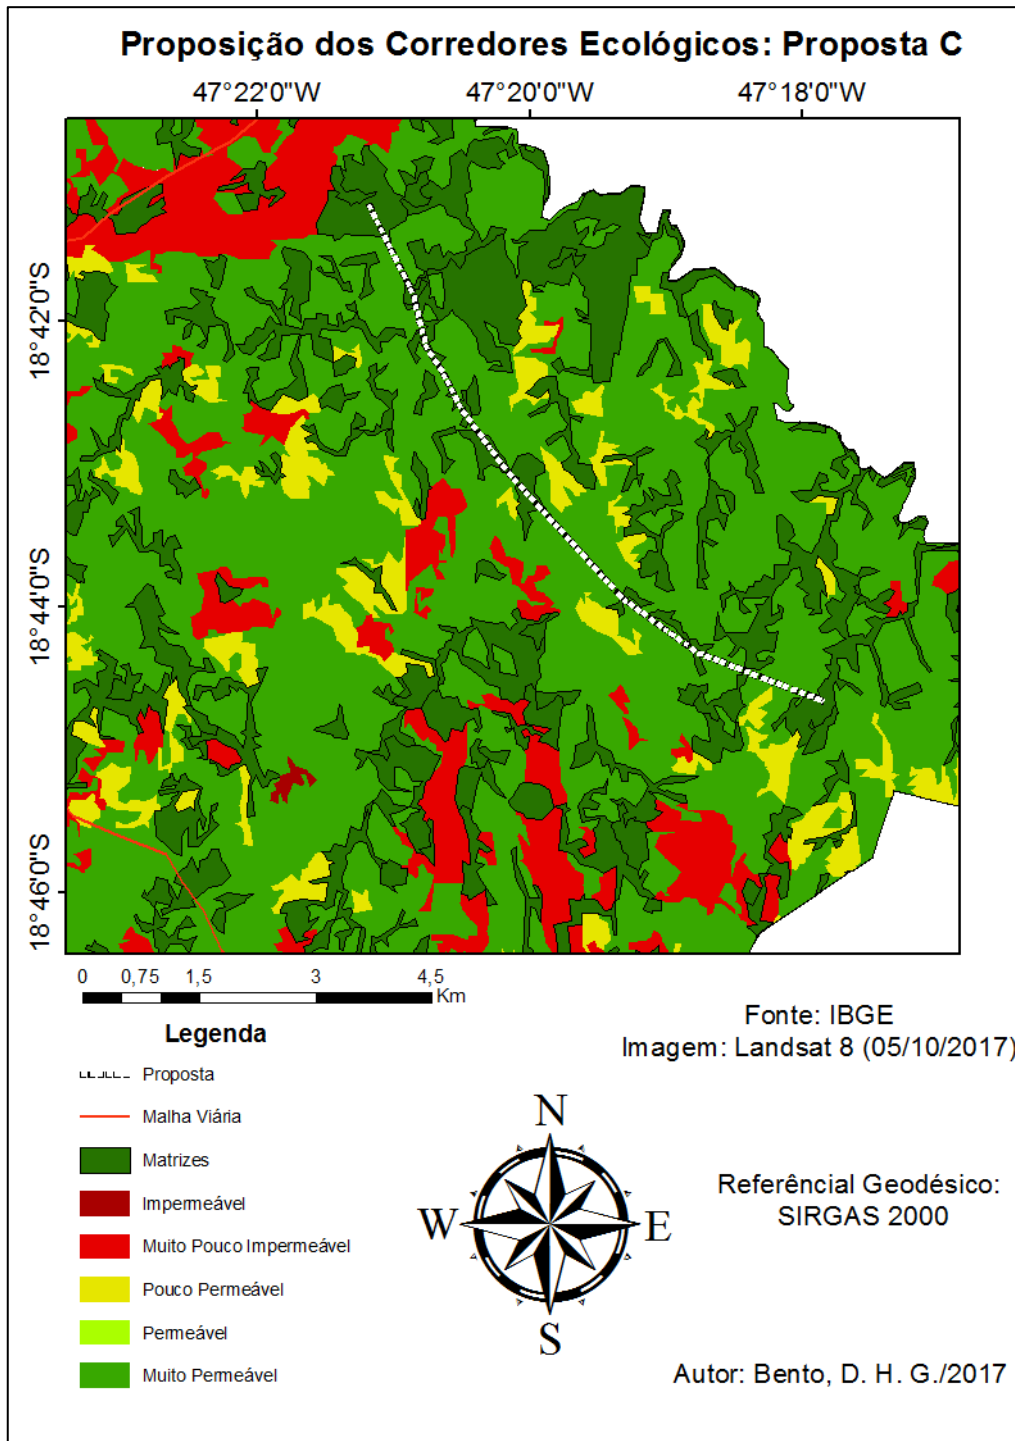 Proposição dos Corredores Ecológicos: Proposta C
47°22'0"W 47°20'0"W 47°18'0"W
18°42'0"S
18°44'0"S
18°46'0"S
0 0,75 1,5 3 4,5
Km
Fonte: IBGE
Imagem: Landsat 8 (05/10/2017)
Legenda
Proposta
Malha Viária
Matrizes
Impermeável
Muito Pouco Impermeável
Pouco Permeável
Permeável
Muito Permeável
N
W E
S
Referêncial Geodésico:
SIRGAS 2000
Autor: Bento, D. H. G./2017